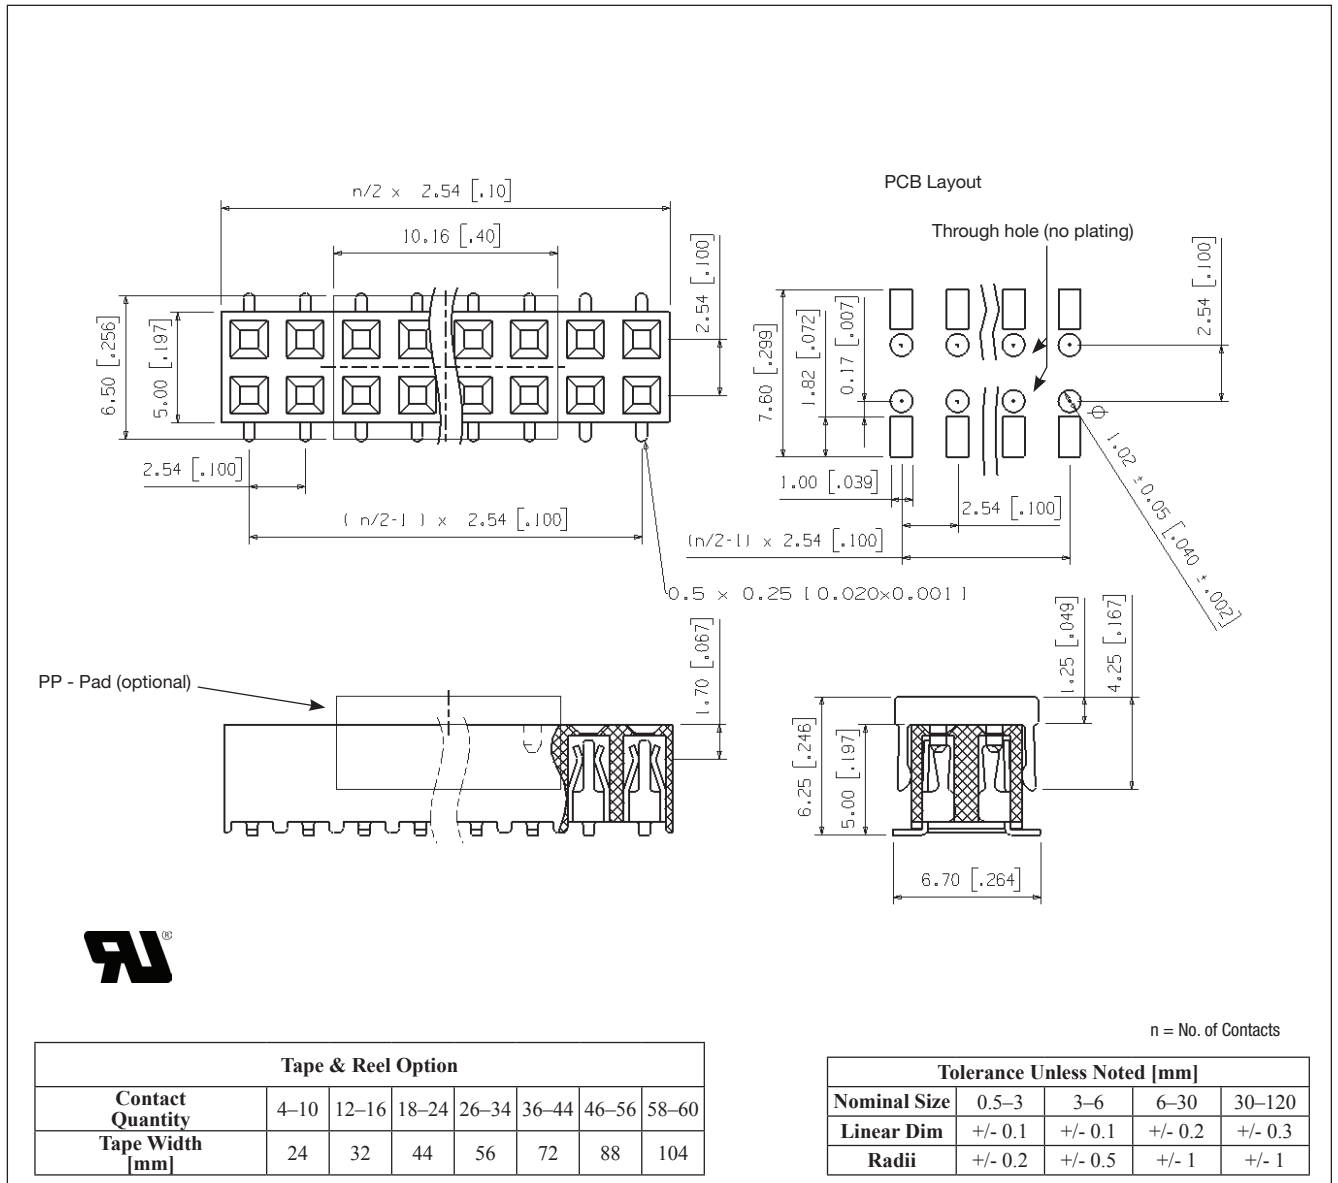 n/2 x 2.54 [.10]
10.16 [.40]
2.54 [.100]
6.50 [.256]
5.00 [.197]
2.54 [.100]
( n/2-1 ) x 2.54 [.100]
0.5 x 0.25 [0.020x0.001]
PCB Layout
Through hole (no plating)
2.54 [.100]
7.60 [.299]
1.82 [.072]
0.17 [.007]
1.00 [.039]
2.54 [.100]
(n/2-1) x 2.54 [.100]
Φ 1.02 ±0.05 [.040 ±.002]
PP - Pad (optional)
1.70 [.067]
1.25 [.049]
4.25 [.167]
6.25 [.246]
5.00 [.197]
6.70 [.264]
RU®
n = No. of Contacts
Tape & Reel Option
Contact Quantity 4–10 12–16 18–24 26–34 36–44 46–56 58–60
Tape Width [mm] 24 32 44 56 72 88 104
Tolerance Unless Noted [mm]
Nominal Size 0.5–3 3–6 6–30 30–120
Linear Dim +/- 0.1 +/- 0.1 +/- 0.2 +/- 0.3
Radii +/- 0.2 +/- 0.5 +/- 1 +/- 1